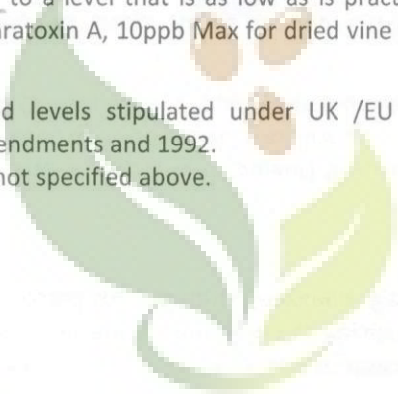 to a level that is as low as is
ratoxin A, 10ppb Max for dried vine
d levels stipulated under UK /EU
endments and 1992.
not specified above.